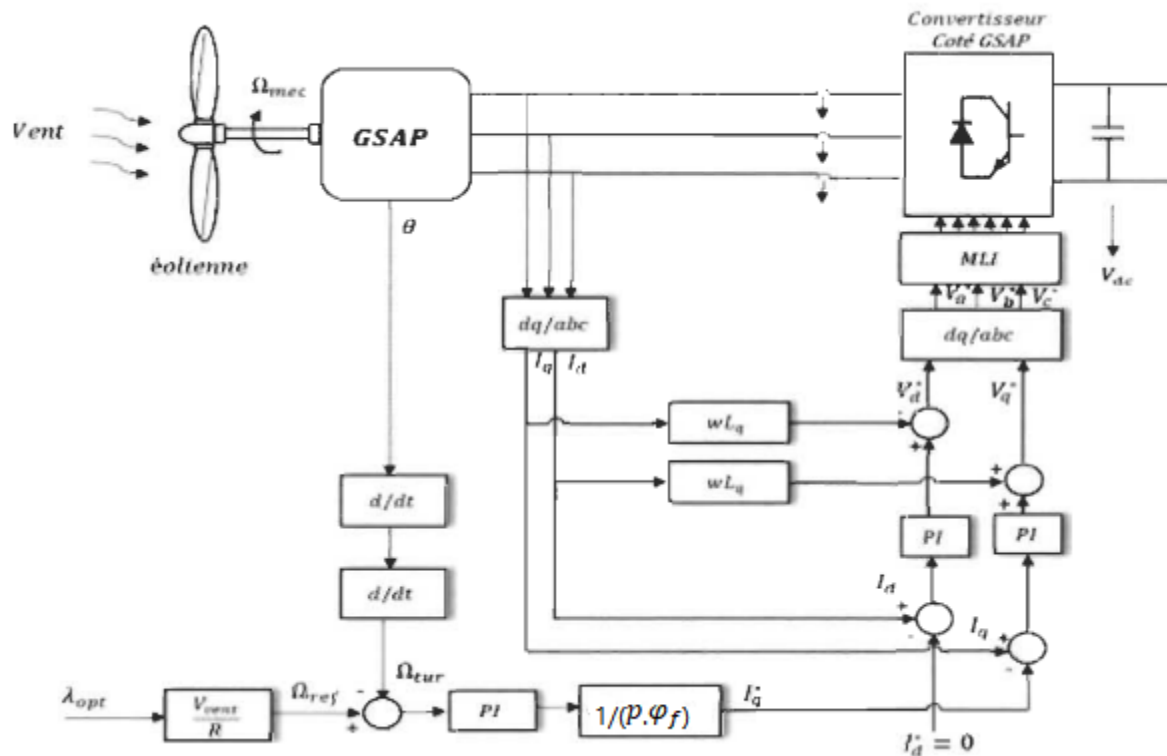 Convertisseur
Coté GSAP
Ω_mec
Vent
GSAP
θ
éolienne
MLI
V_dc
V_a^* V_b^* V_c^*
dq/abc
dq/abc
I_q I_d
V_d^* V_q^*
-
wL_q
+
wL_q
+
+
d/dt
PI
PI
d/dt
I_d
+
-
I_q
+
-
Ω_tur
λ_opt
V_vent
R
Ω_ref
-
+
PI
1/(p.φ_f)
I_q^*
I_d^* = 0